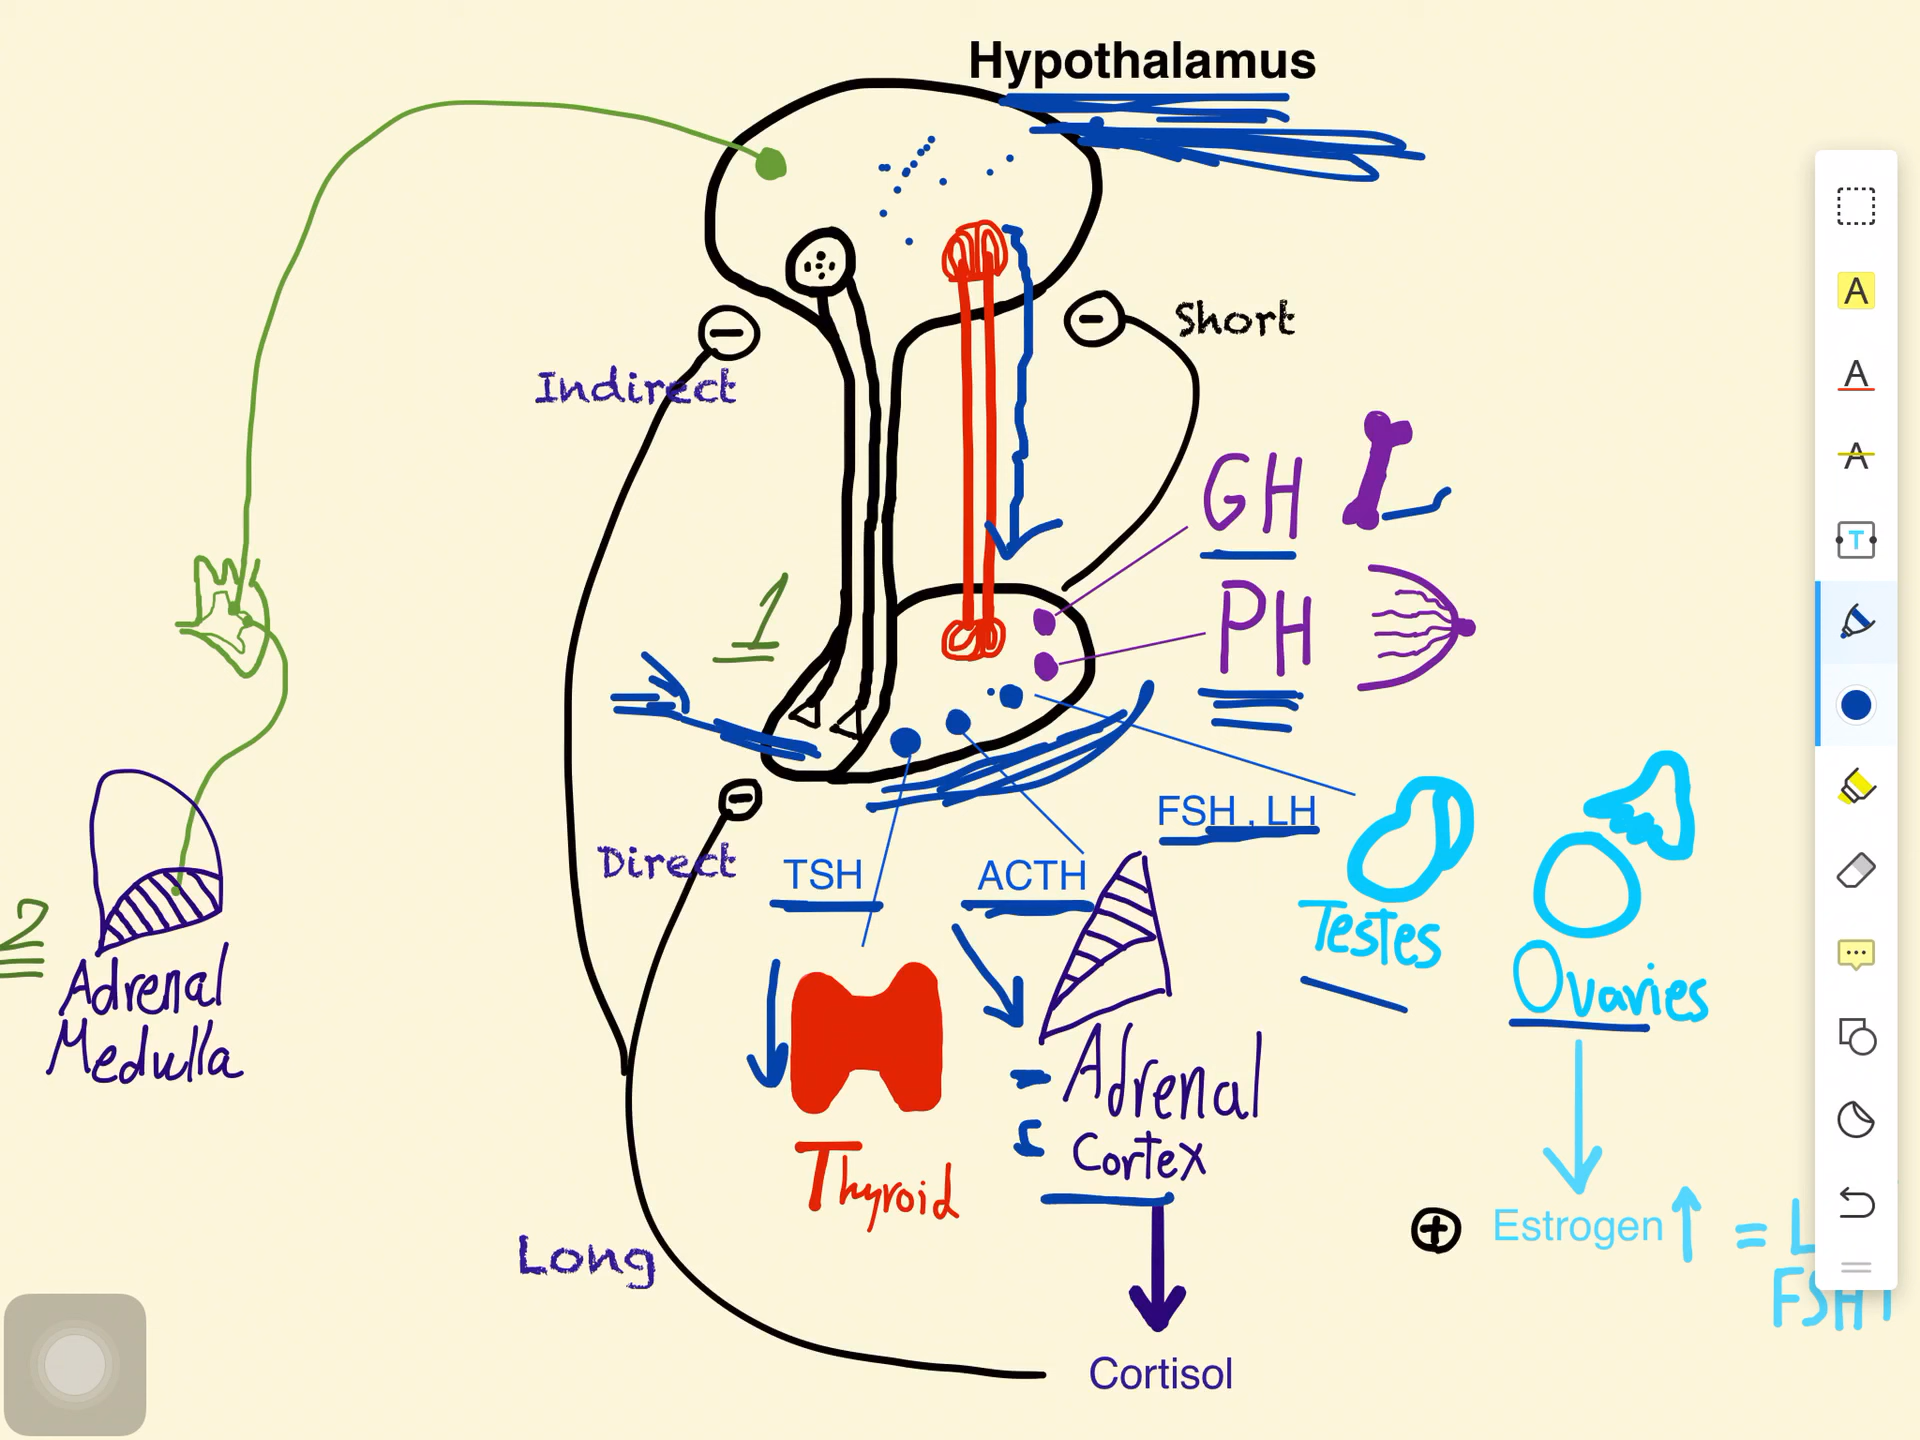 Hypothalamus
Short
Indirect
GH
PH
1
Direct
TSH
ACTH
FSH, LH
Testes
Ovaries
2
Adrenal
Medulla
Thyroid
Adrenal
Cortex
Long
+ Estrogen ↑ = L
FSH ↑
Cortisol
A
A
A
T